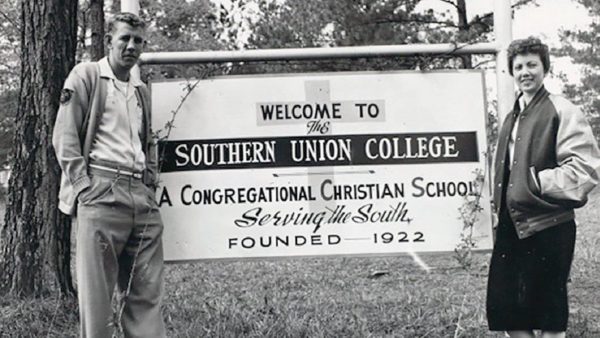 WELCOME TO
The
SOUTHERN UNION COLLEGE
A CONGREGATIONAL CHRISTIAN SCHOOL
Serving the South
FOUNDED — 1922